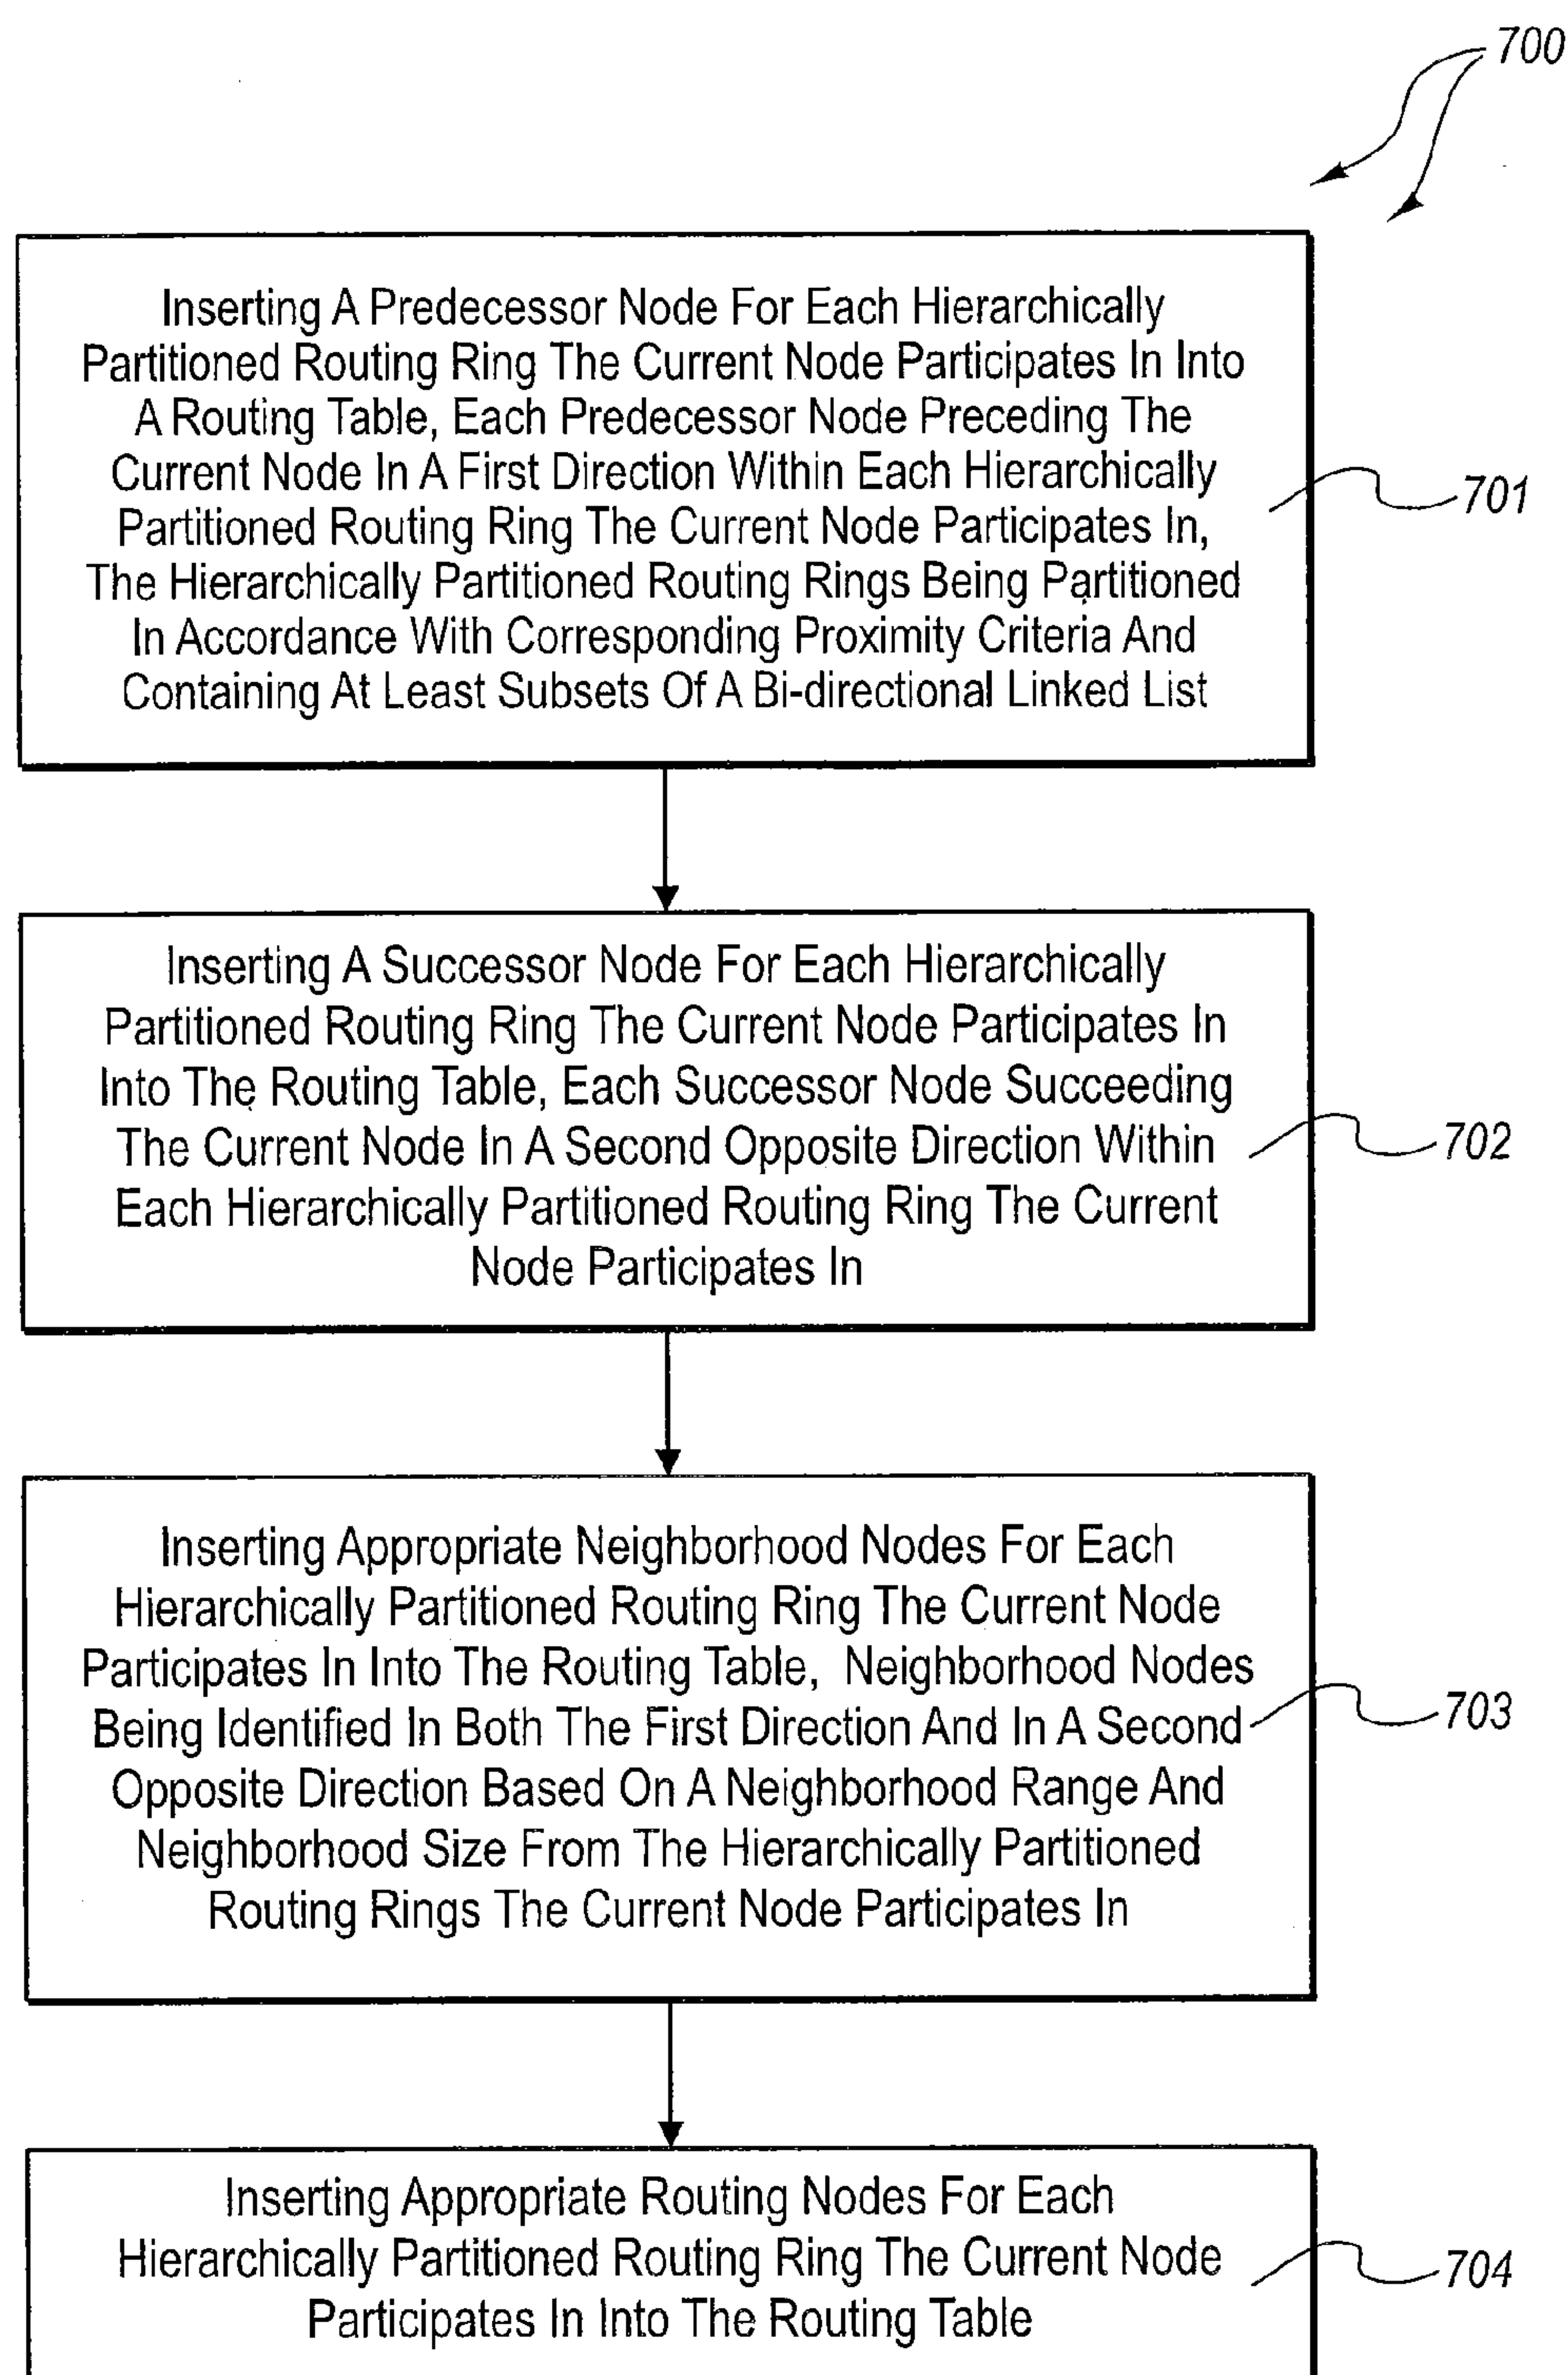 700
Inserting A Predecessor Node For Each Hierarchically
Partitioned Routing Ring The Current Node Participates In Into
A Routing Table, Each Predecessor Node Preceding The
Current Node In A First Direction Within Each Hierarchically
Partitioned Routing Ring The Current Node Participates In,
The Hierarchically Partitioned Routing Rings Being Partitioned
In Accordance With Corresponding Proximity Criteria And
Containing At Least Subsets Of A Bi-directional Linked List
701
Inserting A Successor Node For Each Hierarchically
Partitioned Routing Ring The Current Node Participates In
Into The Routing Table, Each Successor Node Succeeding
The Current Node In A Second Opposite Direction Within
Each Hierarchically Partitioned Routing Ring The Current
Node Participates In
702
Inserting Appropriate Neighborhood Nodes For Each
Hierarchically Partitioned Routing Ring The Current Node
Participates In Into The Routing Table, Neighborhood Nodes
Being Identified In Both The First Direction And In A Second
Opposite Direction Based On A Neighborhood Range And
Neighborhood Size From The Hierarchically Partitioned
Routing Rings The Current Node Participates In
703
Inserting Appropriate Routing Nodes For Each
Hierarchically Partitioned Routing Ring The Current Node
Participates In Into The Routing Table
704